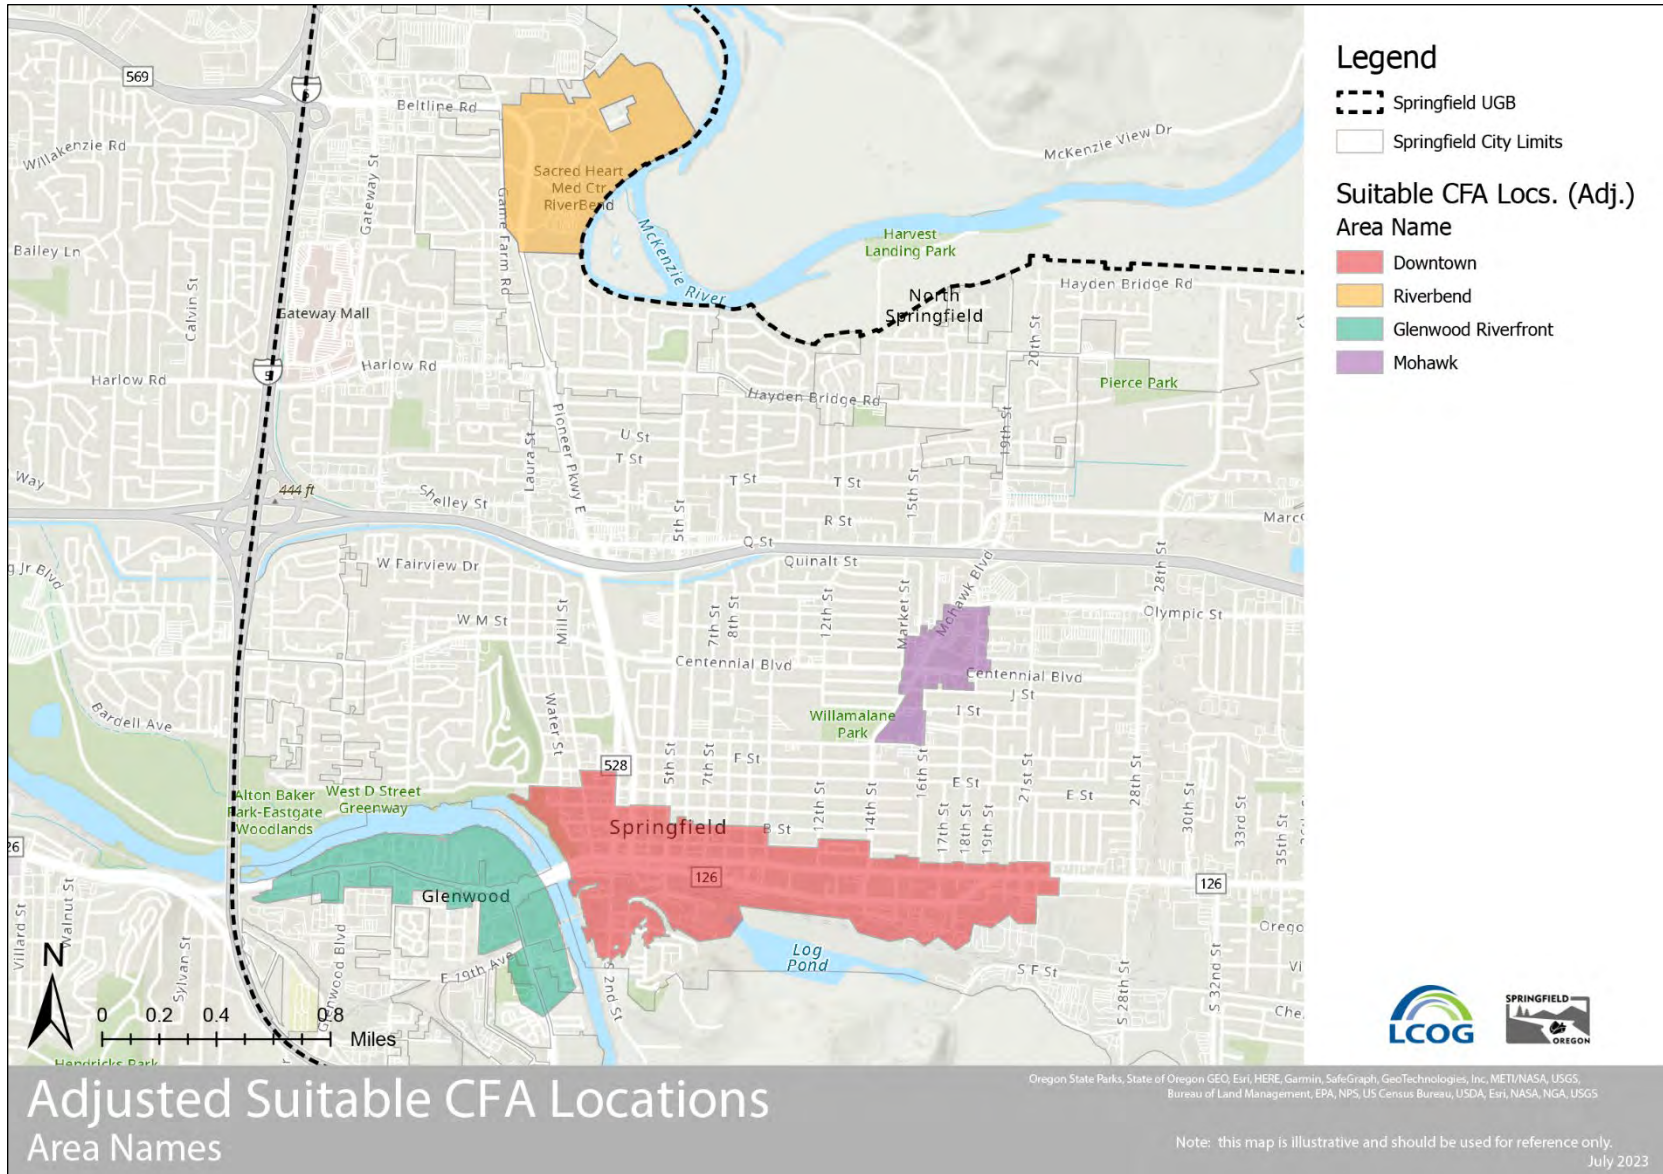 569
5
Beltline Rd
Willakenzie Rd
Gateway St
McKenzie View Dr
Sacred Heart
Med Ctr
RiverBend
Game Farm Rd
McKenzie River
Harvest
Landing Park
Bailey Ln
Calvin St
Gateway Mall
North
Springfield
Hayden Bridge Rd
20th St
Harlow Rd
5
Harlow Rd
Pierce Park
Hayden Bridge Rd
Pioneer Pkwy E
Laura St
U St
T St
19th St
Way
444 ft
Shelley St
T St
T St
15th St
5th St
R St
Q St
Marc
Quinalt St
W Fairview Dr
g Jr Blvd
Mohawk Blvd
28th St
Market St
W M St
Mill St
7th St
8th St
12th St
Olympic St
Centennial Blvd
Centennial Blvd
J St
I St
Bardell Ave
Water St
Willamalane
Park
528
5th St
7th St
F St
16th St
E St
21st St
28th St
E St
Alton Baker
Park-Eastgate
Woodlands
West D Street
Greenway
Springfield
B St
12th St
14th St
17th St
18th St
19th St
30th St
33rd St
35th St
26
126
126
Glenwood
Villard St
Walnut St
Sylvan St
Glenwood Blvd
E 19th Ave
S 2nd St
Log
Pond
S F St
S 28th St
S 32nd St
Orego
Vi
Che
Hendricks Park
N
0 0.2 0.4 0.8
Miles
Legend
Springfield UGB
Springfield City Limits
Suitable CFA Locs. (Adj.)
Area Name
Downtown
Riverbend
Glenwood Riverfront
Mohawk
LCOG
SPRINGFIELD
OREGON
Adjusted Suitable CFA Locations
Area Names
Oregon State Parks, State of Oregon GEO, Esri, HERE, Garmin, SafeGraph, GeoTechnologies, Inc, METI/NASA, USGS,
Bureau of Land Management, EPA, NPS, US Census Bureau, USDA, Esri, NASA, NGA, USGS
Note: this map is illustrative and should be used for reference only.
July 2023